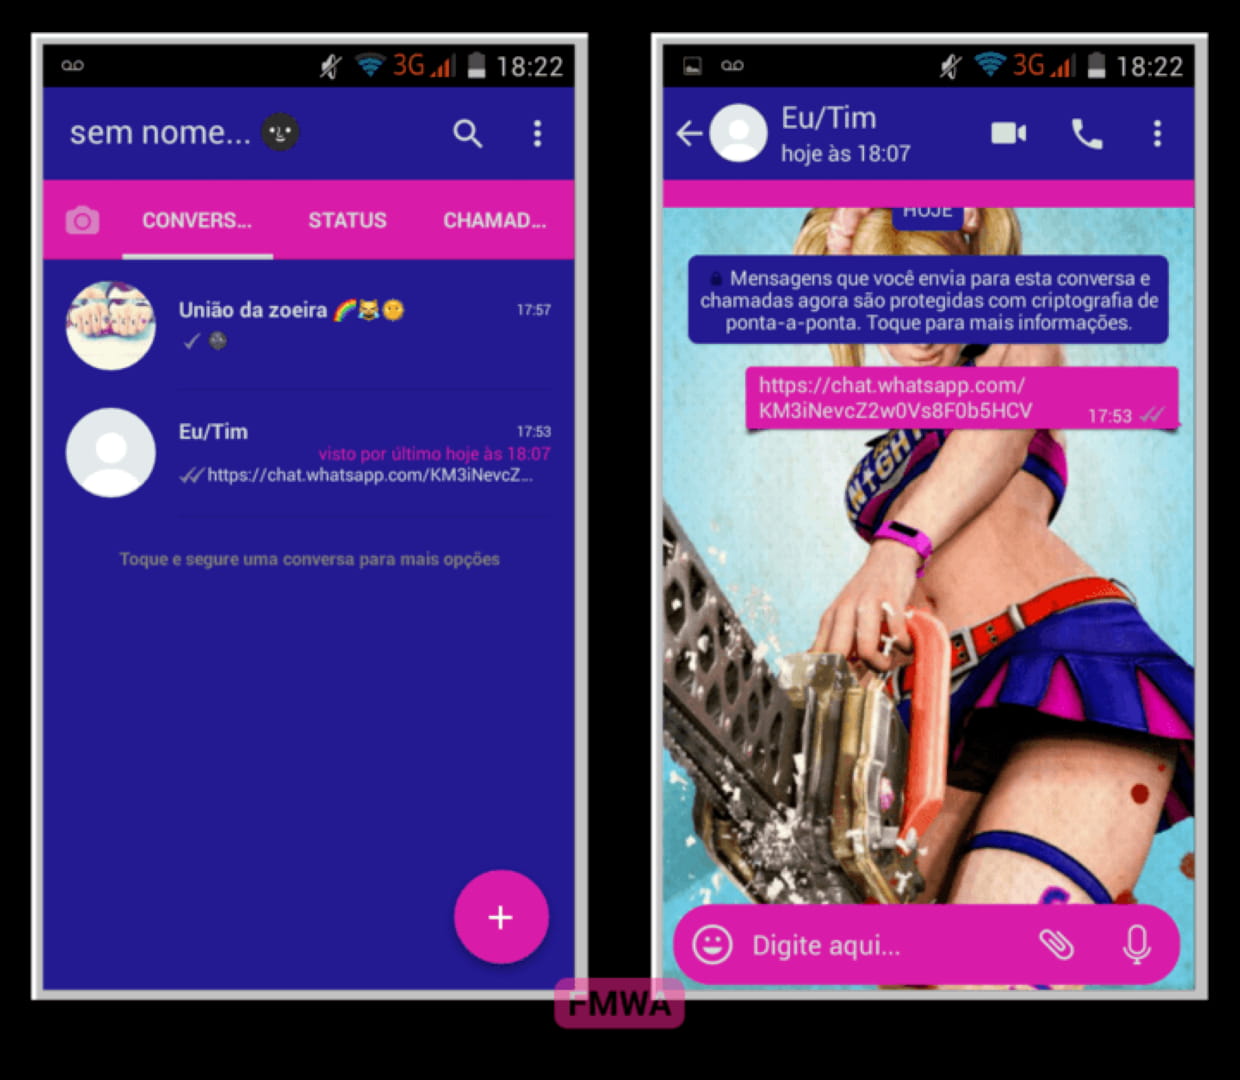 3G 18:22
sem nome...
CONVERS...
STATUS
CHAMAD...
União da zoeira
17:57
Eu/Tim
17:53
visto por último hoje às 18:07
https://chat.whatsapp.com/KM3iNevcZ...
Toque e segure uma conversa para mais opções
+
3G 18:22
Eu/Tim
hoje às 18:07
HOJE
Mensagens que você envia para esta conversa e
chamadas agora são protegidas com criptografia de
ponta-a-ponta. Toque para mais informações.
https://chat.whatsapp.com/
KM3iNevcZ2w0Vs8F0b5HCV
17:53
KNIGHT
Digite aqui...
FMWA